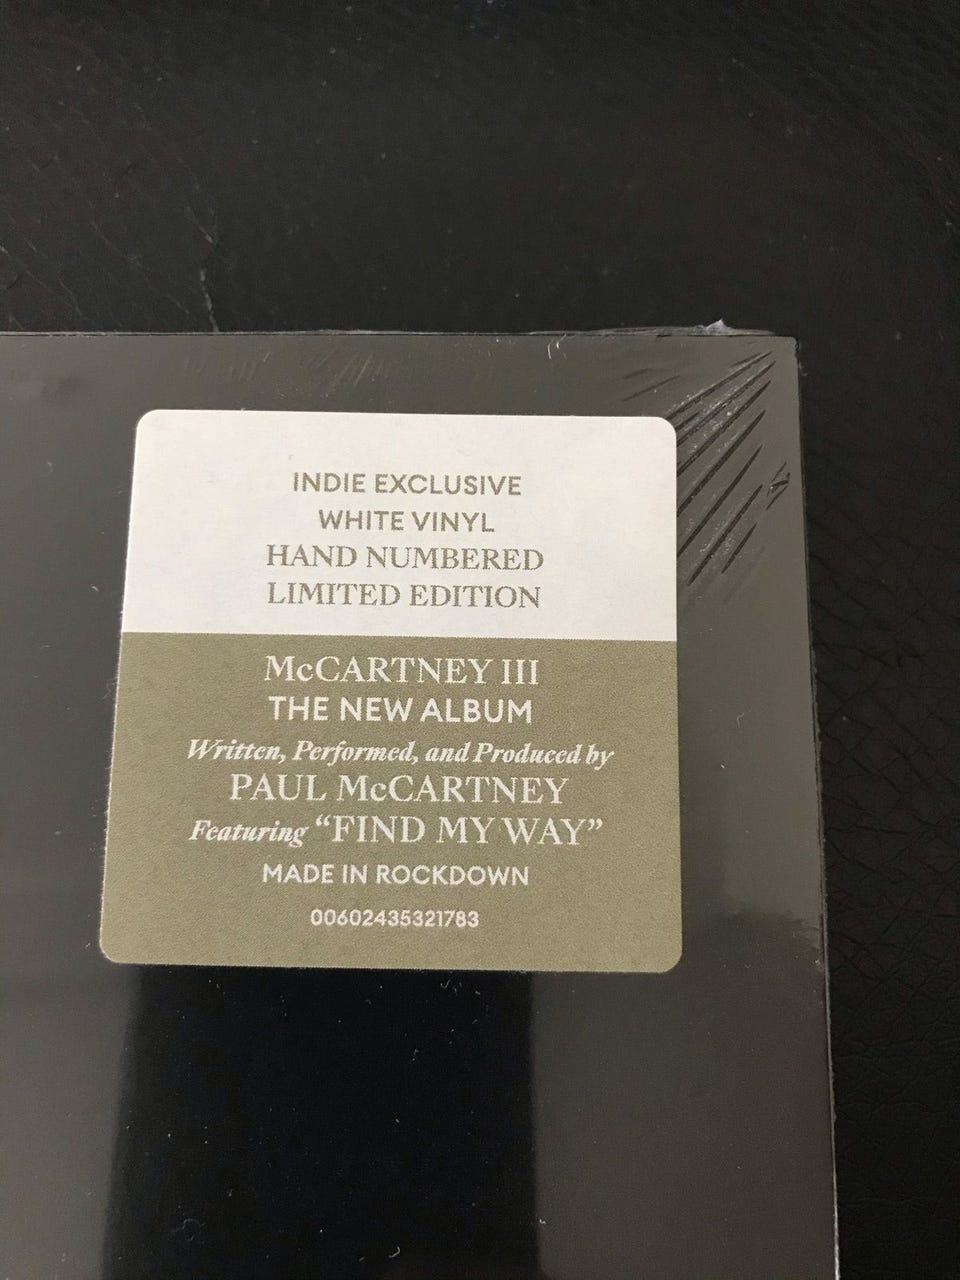 INDIE EXCLUSIVE
WHITE VINYL
HAND NUMBERED
LIMITED EDITION
McCARTNEY III
THE NEW ALBUM
Written, Performed, and Produced by
PAUL McCARTNEY
Featuring “FIND MY WAY”
MADE IN ROCKDOWN
00602435321783